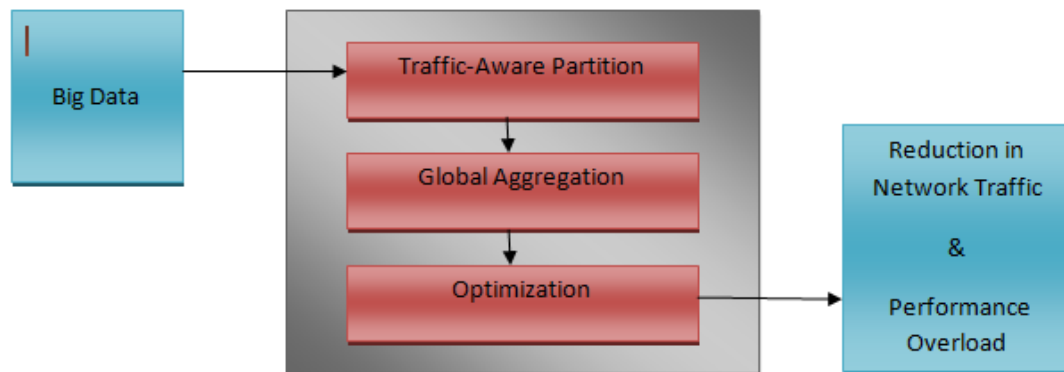 Big Data
Traffic-Aware Partition
Global Aggregation
Optimization
Reduction in
Network Traffic
&
Performance
Overload